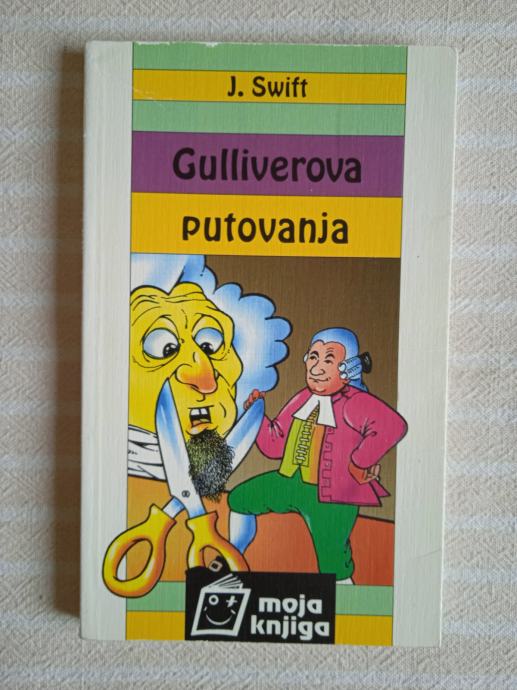 J. Swift
Gulliverova
putovanja
moja
knjiga